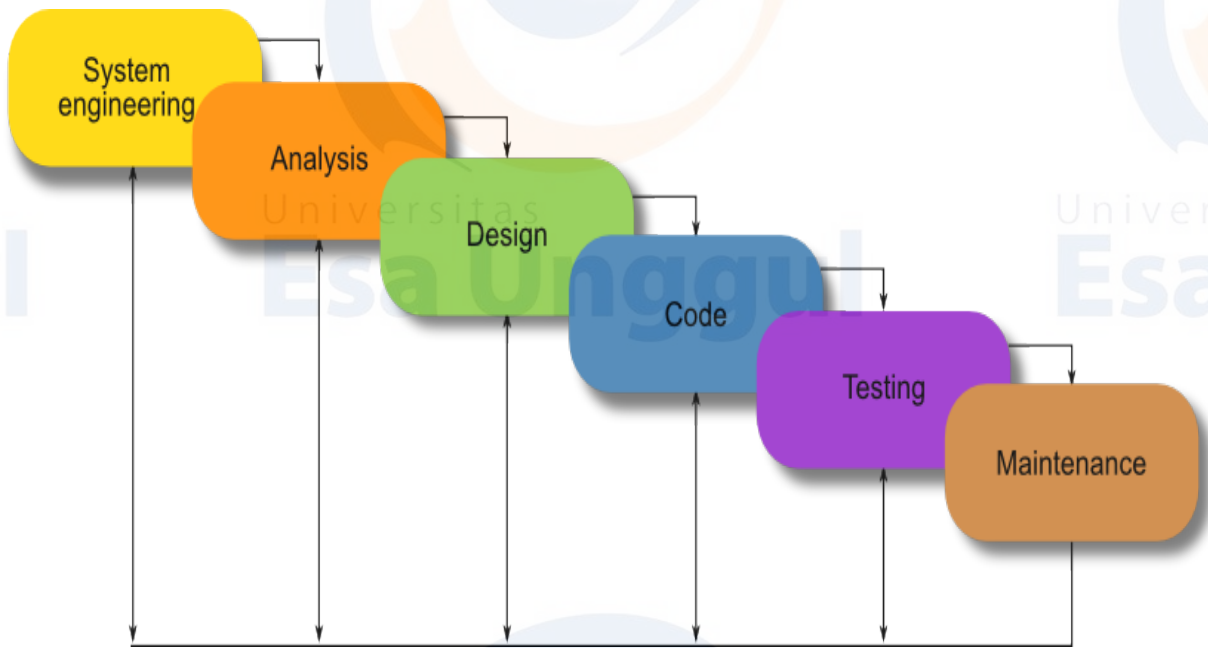 System
engineering
Analysis
Universitas
Esa Unggul
Design
Code
Testing
Maintenance
l
Univer
Esa